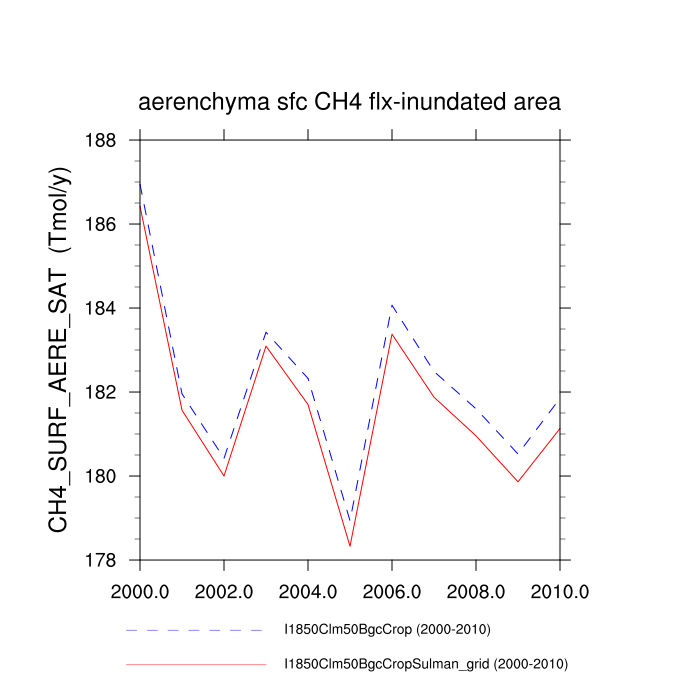 aerenchyma sfc CH4 flx-inundated area
CH4_SURF_AERE_SAT (Tmol/y)
188
186
184
182
180
178
2000.0 2002.0 2004.0 2006.0 2008.0 2010.0
I1850Clm50BgcCrop (2000-2010)
I1850Clm50BgcCropSulman_grid (2000-2010)